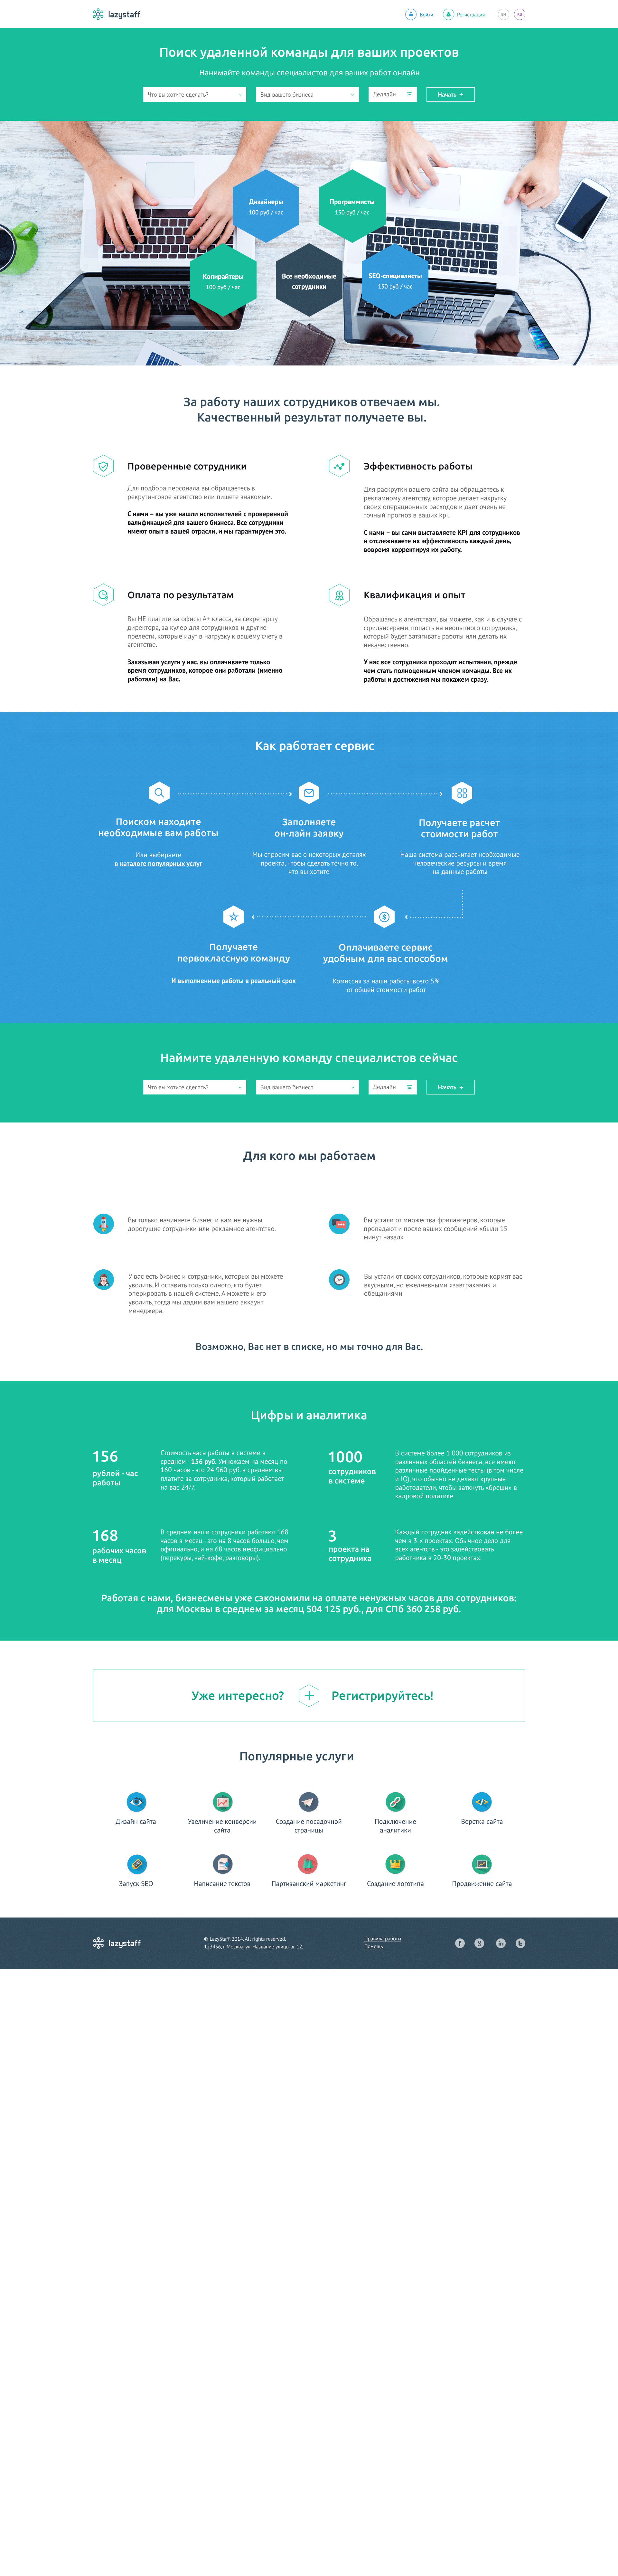 lazystaff
Войти
Регистрация
EN
RU
Поиск удаленной команды для ваших проектов
Нанимайте команды специалистов для ваших работ онлайн
Что вы хотите сделать?
Вид вашего бизнеса
Дедлайн
Начать
Дизайнеры
100 руб / час
Программисты
150 руб / час
Копирайтеры
100 руб / час
Все необходимые
сотрудники
SEO-специалисты
150 руб / час
За работу наших сотрудников отвечаем мы.
Качественный результат получаете вы.
Проверенные сотрудники
Для подбора персонала вы обращаетесь в
рекрутинговое агентство или пишете знакомым.
С нами – вы уже нашли исполнителей с проверенной
валификацией для вашего бизнеса. Все сотрудники
имеют опыт в вашей отрасли, и мы гарантируем это.
Эффективность работы
Для раскрутки вашего сайта вы обращаетесь к
рекламному агентству, которое делает накрутку
своих операционных расходов и дает очень не
точный прогноз в ваших kpi.
С нами – вы сами выставляете KPI для сотрудников
и отслеживаете их эффективность каждый день,
вовремя корректируя их работу.
Оплата по результатам
Вы НЕ платите за офисы А+ класса, за секретаршу
директора, за кулер для сотрудников и другие
прелести, которые идут в нагрузку к вашему счету в
агентстве.
Заказывая услуги у нас, вы оплачиваете только
время сотрудников, которое они работали (именно
работали) на Вас.
Квалификация и опыт
Обращаясь к агентствам, вы можете, как и в случае с
фрилансерами, попасть на неопытного сотрудника,
который будет затягивать работы или делать их
некачественно.
У нас все сотрудники проходят испытания, прежде
чем стать полноценным членом команды. Все их
работы и достижения мы покажем сразу.
Как работает сервис
Поиском находите
необходимые вам работы
Или выбираете
в каталоге популярных услуг
Заполняете
он-лайн заявку
Мы спросим вас о некоторых деталях
проекта, чтобы сделать точно то,
что вы хотите
Получаете расчет
стоимости работ
Наша система рассчитает необходимые
человеческие ресурсы и время
на данные работы
Получаете
первоклассную команду
И выполненные работы в реальный срок
Оплачиваете сервис
удобным для вас способом
Комиссия за наши работы всего 5%
от общей стоимости работ
Наймите удаленную команду специалистов сейчас
Что вы хотите сделать?
Вид вашего бизнеса
Дедлайн
Начать
Для кого мы работаем
Вы только начинаете бизнес и вам не нужны
дорогущие сотрудники или рекламное агентство.
Вы устали от множества фрилансеров, которые
пропадают и после ваших сообщений «были 15
минут назад»
У вас есть бизнес и сотрудники, которых вы можете
уволить. И оставить только одного, кто будет
оперировать в нашей системе. А можете и его
уволить, тогда мы дадим вам нашего аккаунт
менеджера.
Вы устали от своих сотрудников, которые кормят вас
вкусными, но ежедневными «завтраками» и
обещаниями
Возможно, Вас нет в списке, но мы точно для Вас.
Цифры и аналитика
156
рублей - час
работы
Стоимость часа работы в системе в
среднем - 156 руб. Умножаем на месяц по
160 часов - это 24 960 руб. в среднем вы
платите за сотрудника, который работает
на вас 24/7.
1000
сотрудников
в системе
В системе более 1 000 сотрудников из
различных областей бизнеса, все имеют
различные пройденные тесты (в том числе
и IQ), что обычно не делают крупные
работодатели, чтобы заткнуть «бреши» в
кадровой политике.
168
рабочих часов
в месяц
В среднем наши сотрудники работают 168
часов в месяц - это на 8 часов больше, чем
официально, и на 68 часов неофициально
(перекуры, чай-кофе, разговоры).
3
проекта на
сотрудника
Каждый сотрудник задействован не более
чем в 3-х проектах. Обычное дело для
всех агентств - это задействовать
работника в 20-30 проектах.
Работая с нами, бизнесмены уже сэкономили на оплате ненужных часов для сотрудников:
для Москвы в среднем за месяц 504 125 руб., для СПб 360 258 руб.
Уже интересно?
Регистрируйтесь!
Популярные услуги
Дизайн сайта
Увеличение конверсии
сайта
Создание посадочной
страницы
Подключение
аналитики
Верстка сайта
Запуск SEO
Написание текстов
Партизанский маркетинг
Создание логотипа
Продвижение сайта
lazystaff
© LazyStaff, 2014. All rights reserved.
123456, г. Москва, ул. Название улицы, д. 12.
Правила работы
Помощь